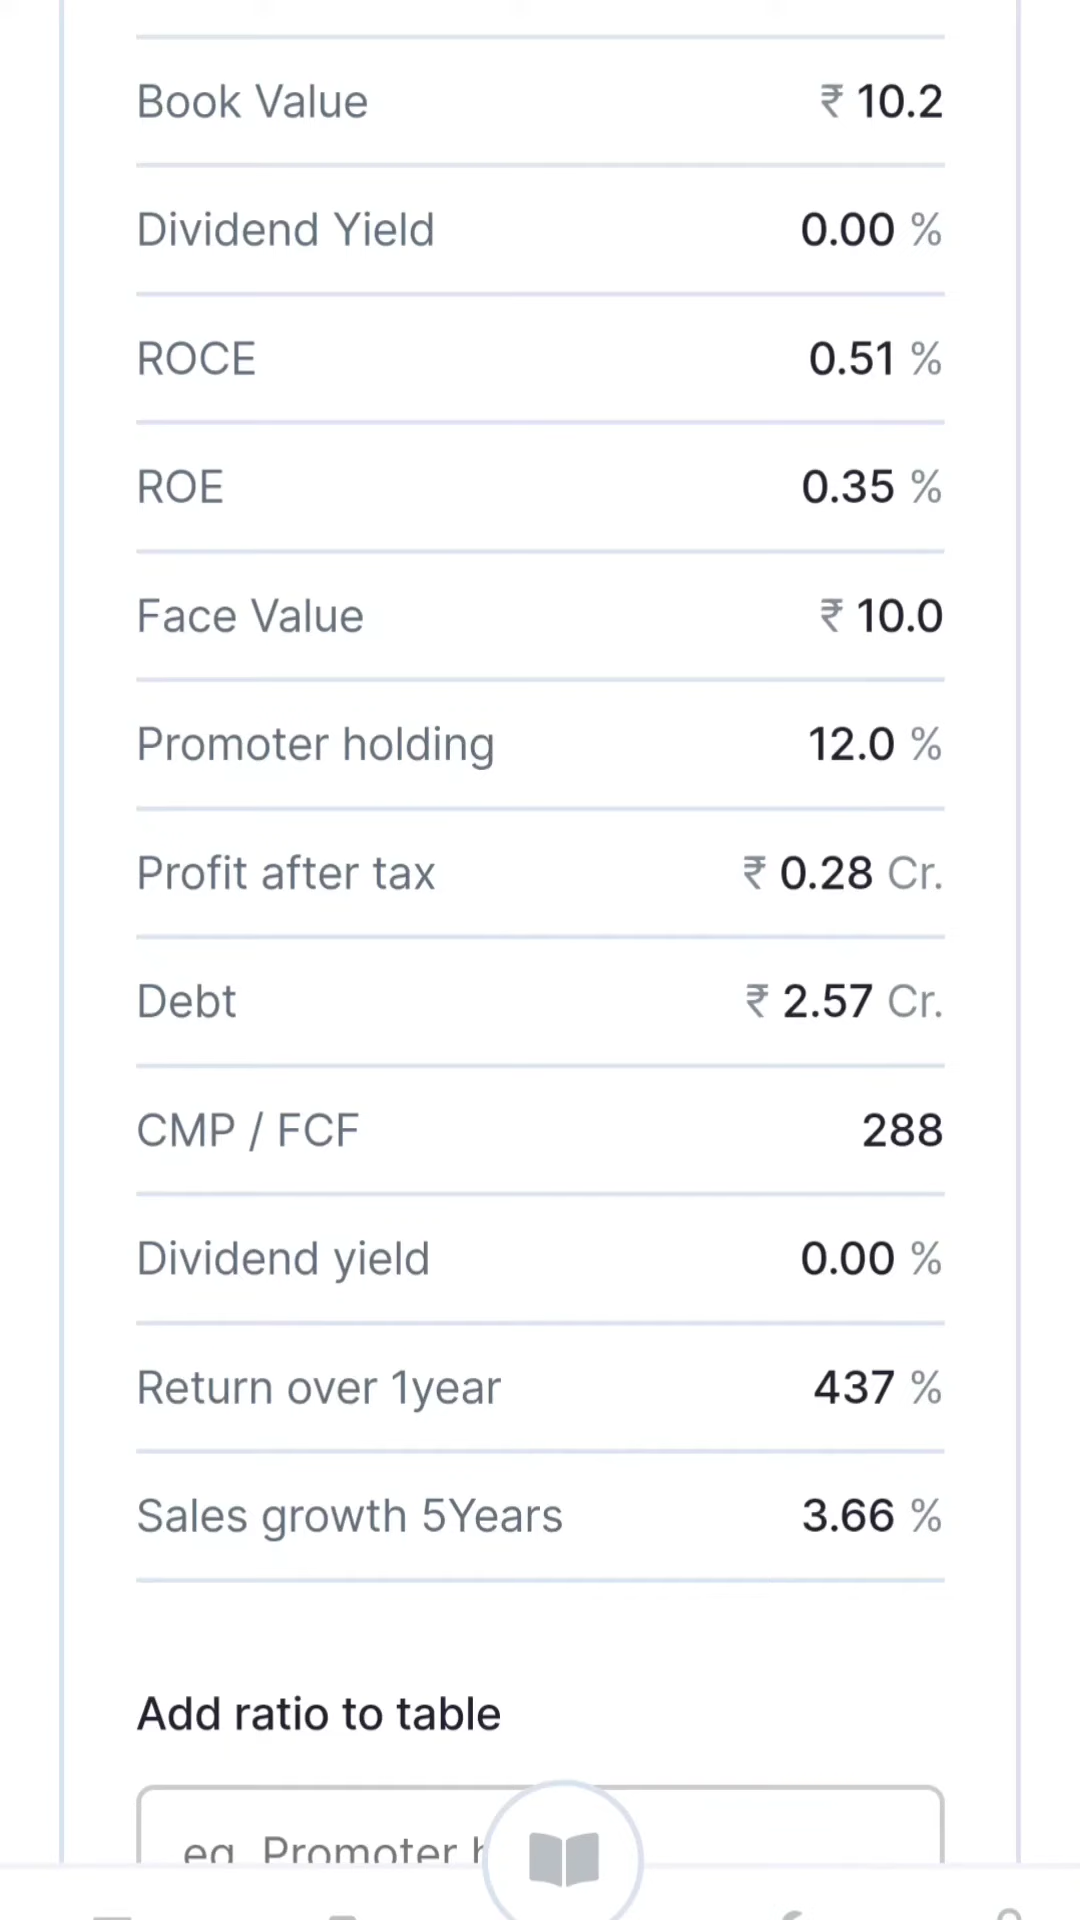 Book Value ₹ 10.2
Dividend Yield 0.00 %
ROCE 0.51 %
ROE 0.35 %
Face Value ₹ 10.0
Promoter holding 12.0 %
Profit after tax ₹ 0.28 Cr.
Debt ₹ 2.57 Cr.
CMP / FCF 288
Dividend yield 0.00 %
Return over 1year 437 %
Sales growth 5Years 3.66 %
Add ratio to table
eg. Promoter